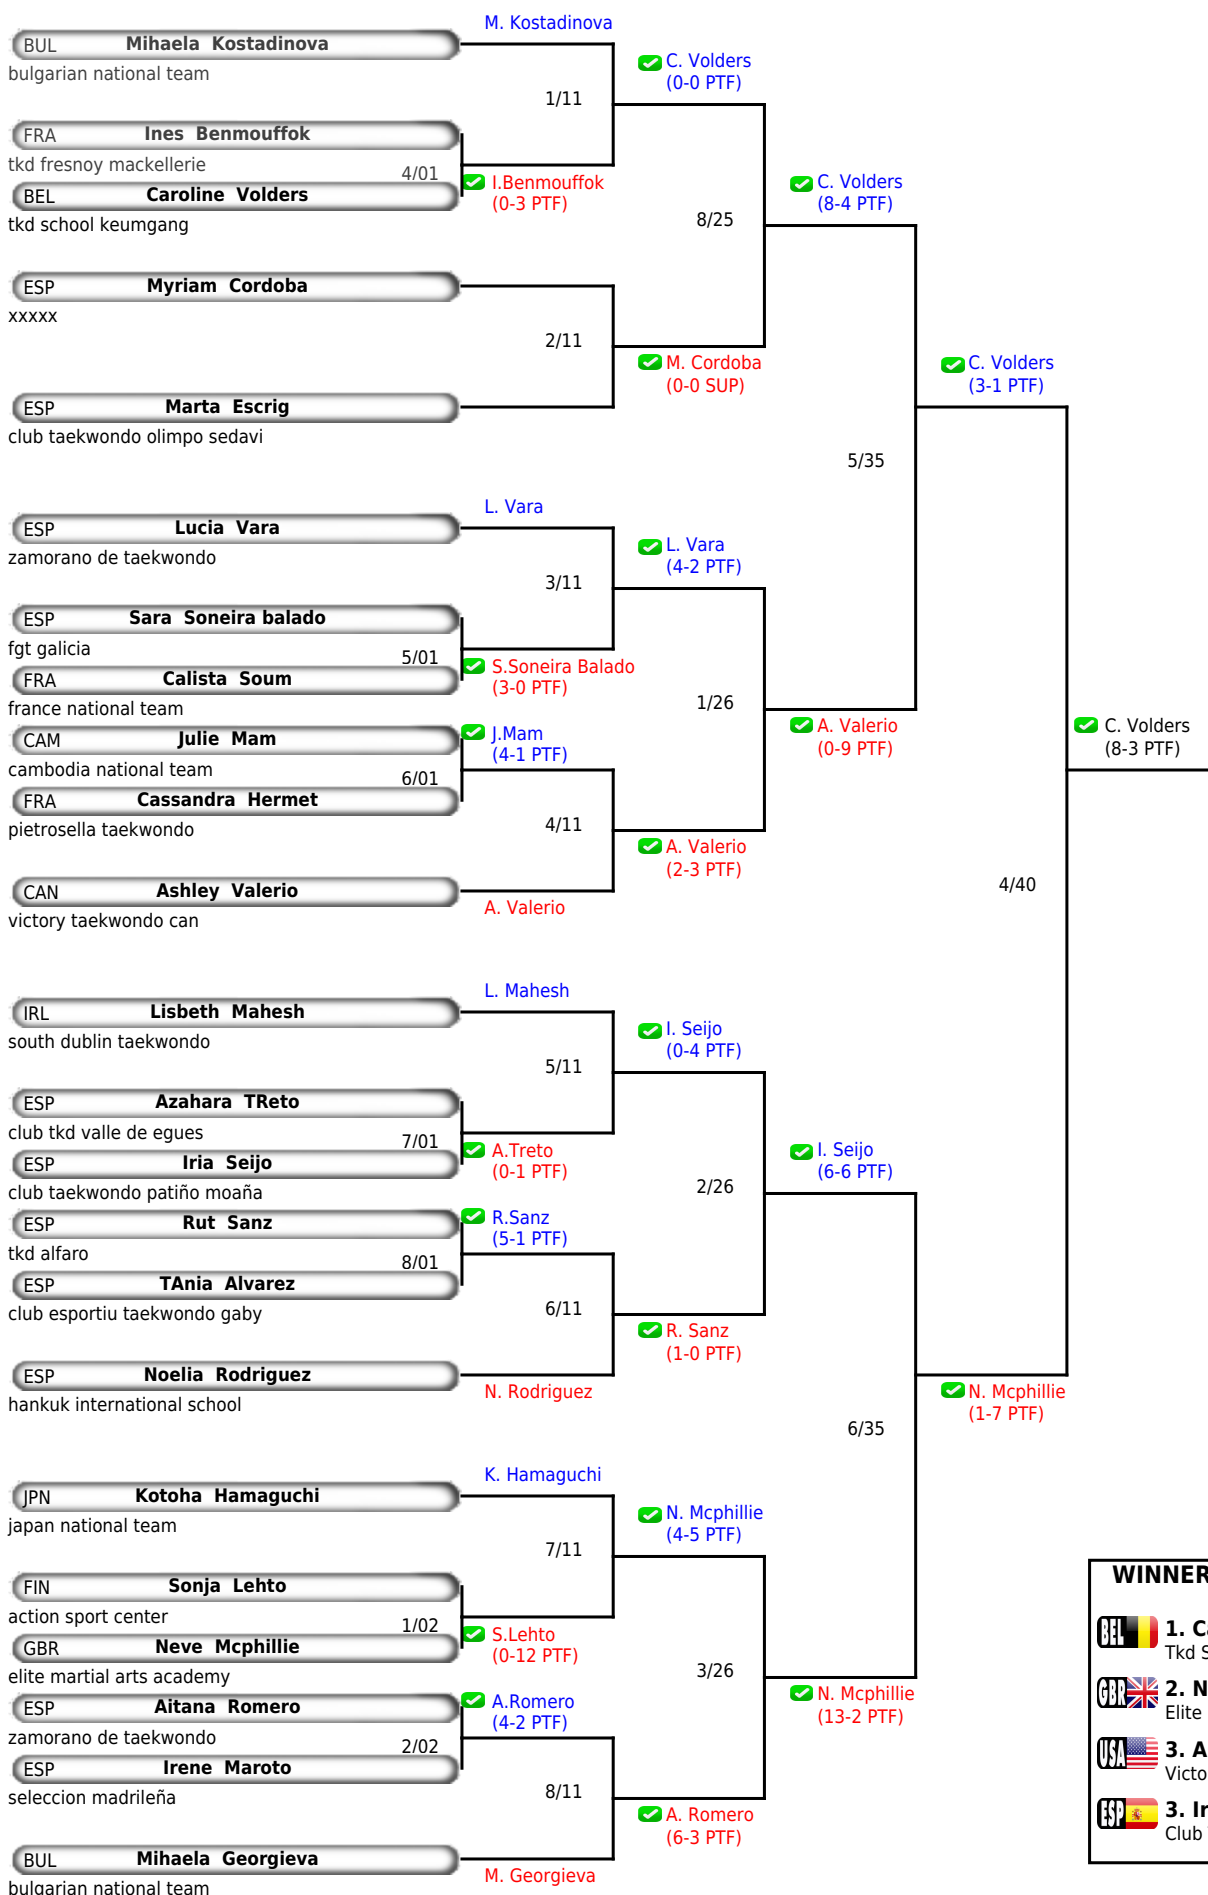 M. Kostadinova
BUL Mihaela Kostadinova
bulgarian national team
1/11
C. Volders
(0-0 PTF)
FRA Ines Benmouffok
tkd fresnoy mackellerie
4/01
I.Benmouffok
(0-3 PTF)
BEL Caroline Volders
tkd school keumgang
8/25
C. Volders
(8-4 PTF)
ESP Myriam Cordoba
xxxxx
2/11
M. Cordoba
(0-0 SUP)
ESP Marta Escrig
club taekwondo olimpo sedavi
C. Volders
(3-1 PTF)
5/35
L. Vara
ESP Lucia Vara
zamorano de taekwondo
3/11
L. Vara
(4-2 PTF)
ESP Sara Soneira balado
fgt galicia
5/01
S.Soneira Balado
(3-0 PTF)
FRA Calista Soum
france national team
1/26
A. Valerio
(0-9 PTF)
CAM Julie Mam
cambodia national team
6/01
J.Mam
(4-1 PTF)
FRA Cassandra Hermet
pietrosella taekwondo
4/11
A. Valerio
(2-3 PTF)
CAN Ashley Valerio
victory taekwondo can
A. Valerio
C. Volders
(8-3 PTF)
4/40
L. Mahesh
IRL Lisbeth Mahesh
south dublin taekwondo
5/11
I. Seijo
(0-4 PTF)
ESP Azahara TReto
club tkd valle de egues
7/01
A.Treto
(0-1 PTF)
ESP Iria Seijo
club taekwondo patiño moaña
2/26
I. Seijo
(6-6 PTF)
ESP Rut Sanz
tkd alfaro
8/01
R.Sanz
(5-1 PTF)
ESP TAnia Alvarez
club esportiu taekwondo gaby
6/11
R. Sanz
(1-0 PTF)
ESP Noelia Rodriguez
hankuk international school
N. Rodriguez
N. Mcphillie
(1-7 PTF)
6/35
K. Hamaguchi
JPN Kotoha Hamaguchi
japan national team
7/11
N. Mcphillie
(4-5 PTF)
FIN Sonja Lehto
action sport center
1/02
S.Lehto
(0-12 PTF)
GBR Neve Mcphillie
elite martial arts academy
3/26
N. Mcphillie
(13-2 PTF)
ESP Aitana Romero
zamorano de taekwondo
2/02
A.Romero
(4-2 PTF)
ESP Irene Maroto
seleccion madrileña
8/11
A. Romero
(6-3 PTF)
BUL Mihaela Georgieva
bulgarian national team
M. Georgieva
WINNER
BEL 1. Ca
Tkd S
GBR 2. N
Elite
USA 3. A
Victo
ESP 3. Ir
Club